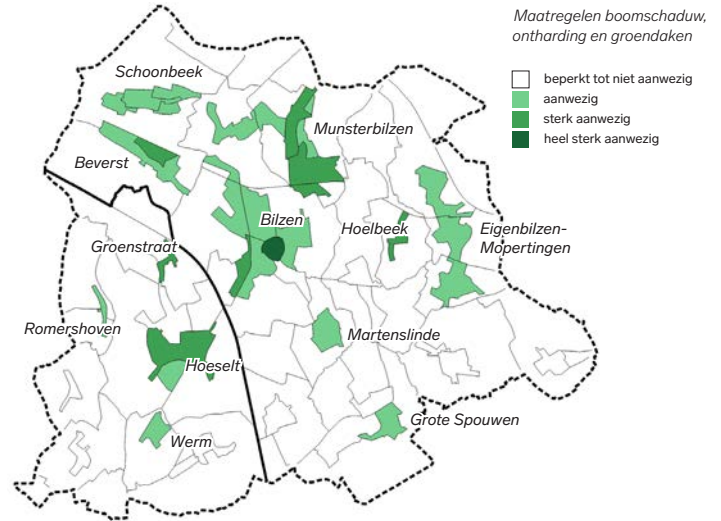 Maatregelen boomschaduw,
ontharding en groendaken
beperkt tot niet aanwezig
aanwezig
sterk aanwezig
heel sterk aanwezig
Schoonbeek
Munsterbilzen
Beverst
Bilzen
Hoelbeek
Eigenbilzen-
Mopertingen
Groenstraat
Romershoven
Martenslinde
Hoeselt
Grote Spouwen
Werm